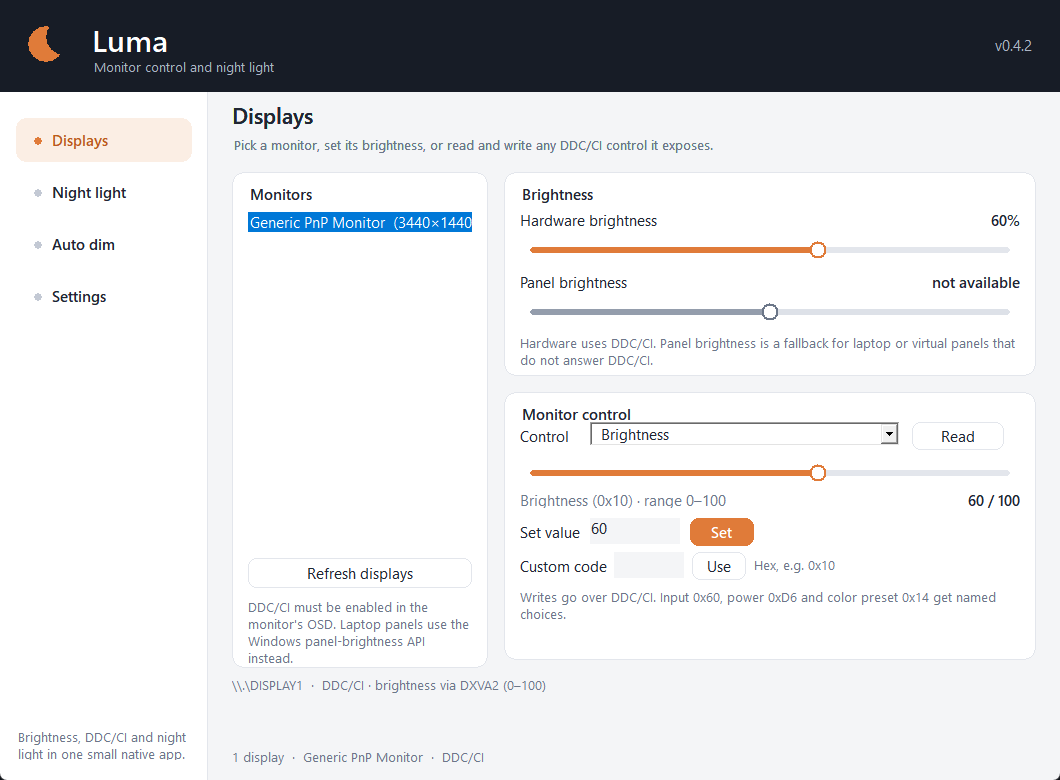 Luma
Monitor control and night light
v0.4.2
Displays
Night light
Auto dim
Settings
Brightness, DDC/CI and night
light in one small native app.
Displays
Pick a monitor, set its brightness, or read and write any DDC/CI control it exposes.
Monitors
Generic PnP Monitor (3440×1440
Refresh displays
DDC/CI must be enabled in the
monitor's OSD. Laptop panels use the
Windows panel-brightness API
instead.
Brightness
Hardware brightness 60%
Panel brightness not available
Hardware uses DDC/CI. Panel brightness is a fallback for laptop or virtual panels that
do not answer DDC/CI.
Monitor control
Control Brightness Read
Brightness (0x10) · range 0–100 60 / 100
Set value 60 Set
Custom code Use Hex, e.g. 0x10
Writes go over DDC/CI. Input 0x60, power 0xD6 and color preset 0x14 get named
choices.
\\.\DISPLAY1 · DDC/CI · brightness via DXVA2 (0–100)
1 display · Generic PnP Monitor · DDC/CI